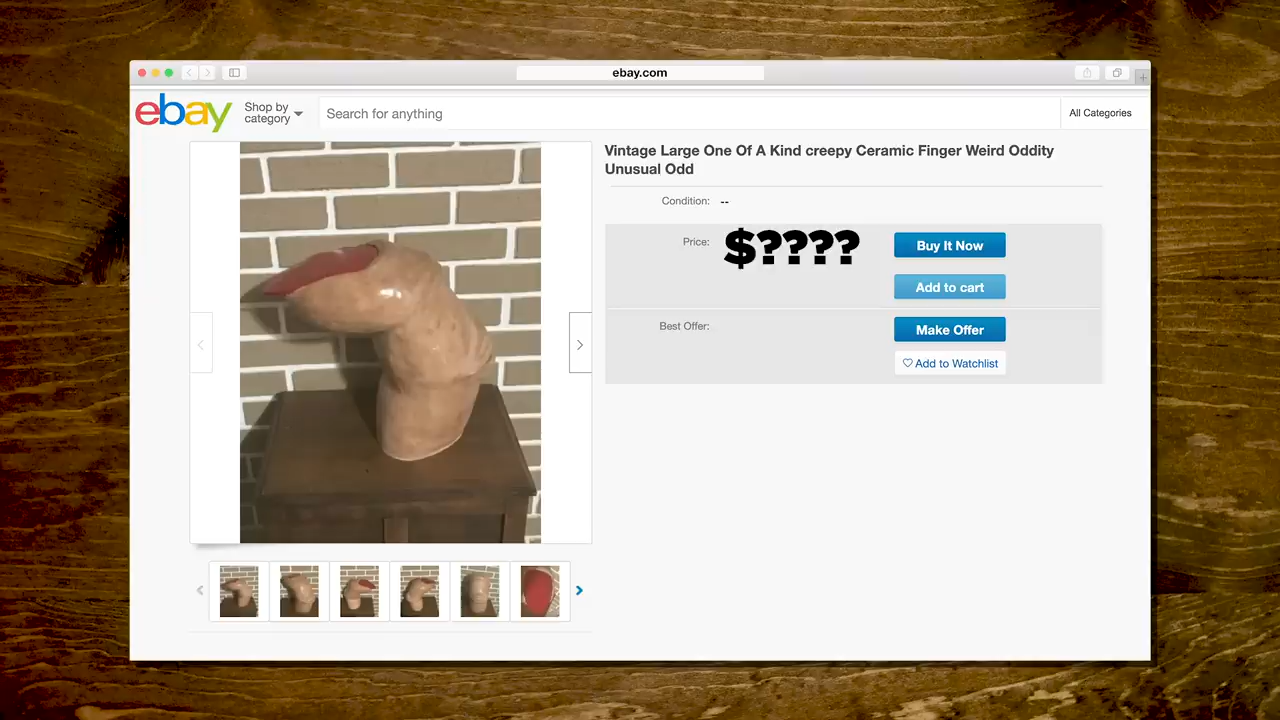 ebay.com
ebay
Shop by
category
Search for anything
All Categories
Vintage Large One Of A Kind creepy Ceramic Finger Weird Oddity
Unusual Odd
Condition: --
Price: $????
Buy It Now
Add to cart
Best Offer:
Make Offer
Add to Watchlist